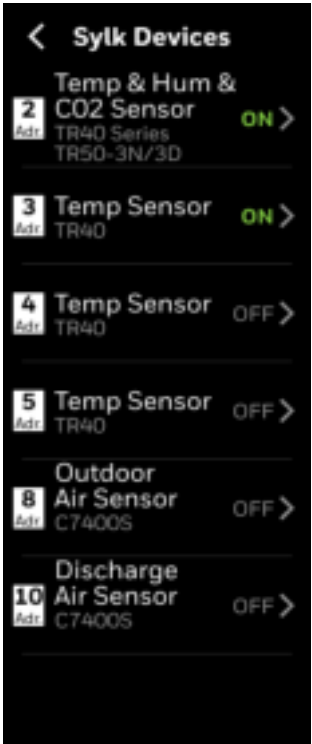 Sylk Devices
Temp & Hum &
2 CO2 Sensor ON
Adr. TR40 Series
TR50-3N/3D
3 Temp Sensor ON
Adr. TR40
4 Temp Sensor OFF
Adr. TR40
5 Temp Sensor OFF
Adr. TR40
Outdoor
8 Air Sensor OFF
Adr. C7400S
Discharge
10 Air Sensor OFF
Adr. C7400S